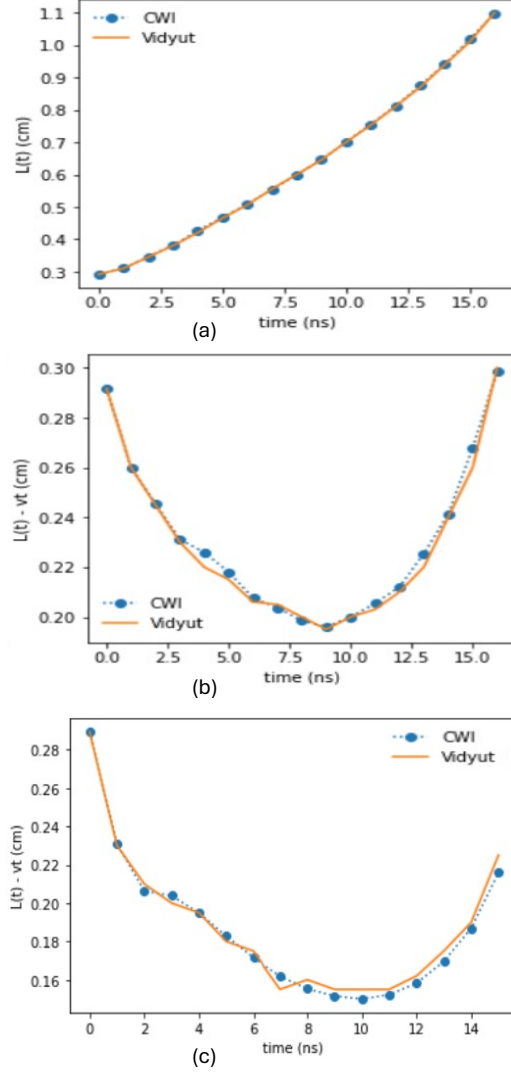 1.1
1.0
0.9
0.8
0.7
0.6
0.5
0.4
0.3
L(t) (cm)
CWI
Vidyut
0.0 2.5 5.0 7.5 10.0 12.5 15.0
time (ns)
(a)
0.30
0.28
0.26
0.24
0.22
0.20
L(t) - vt (cm)
CWI
Vidyut
0.0 2.5 5.0 7.5 10.0 12.5 15.0
time (ns)
(b)
0.28
0.26
0.24
0.22
0.20
0.18
0.16
L(t) - vt (cm)
CWI
Vidyut
0 2 4 6 8 10 12 14
time (ns)
(c)